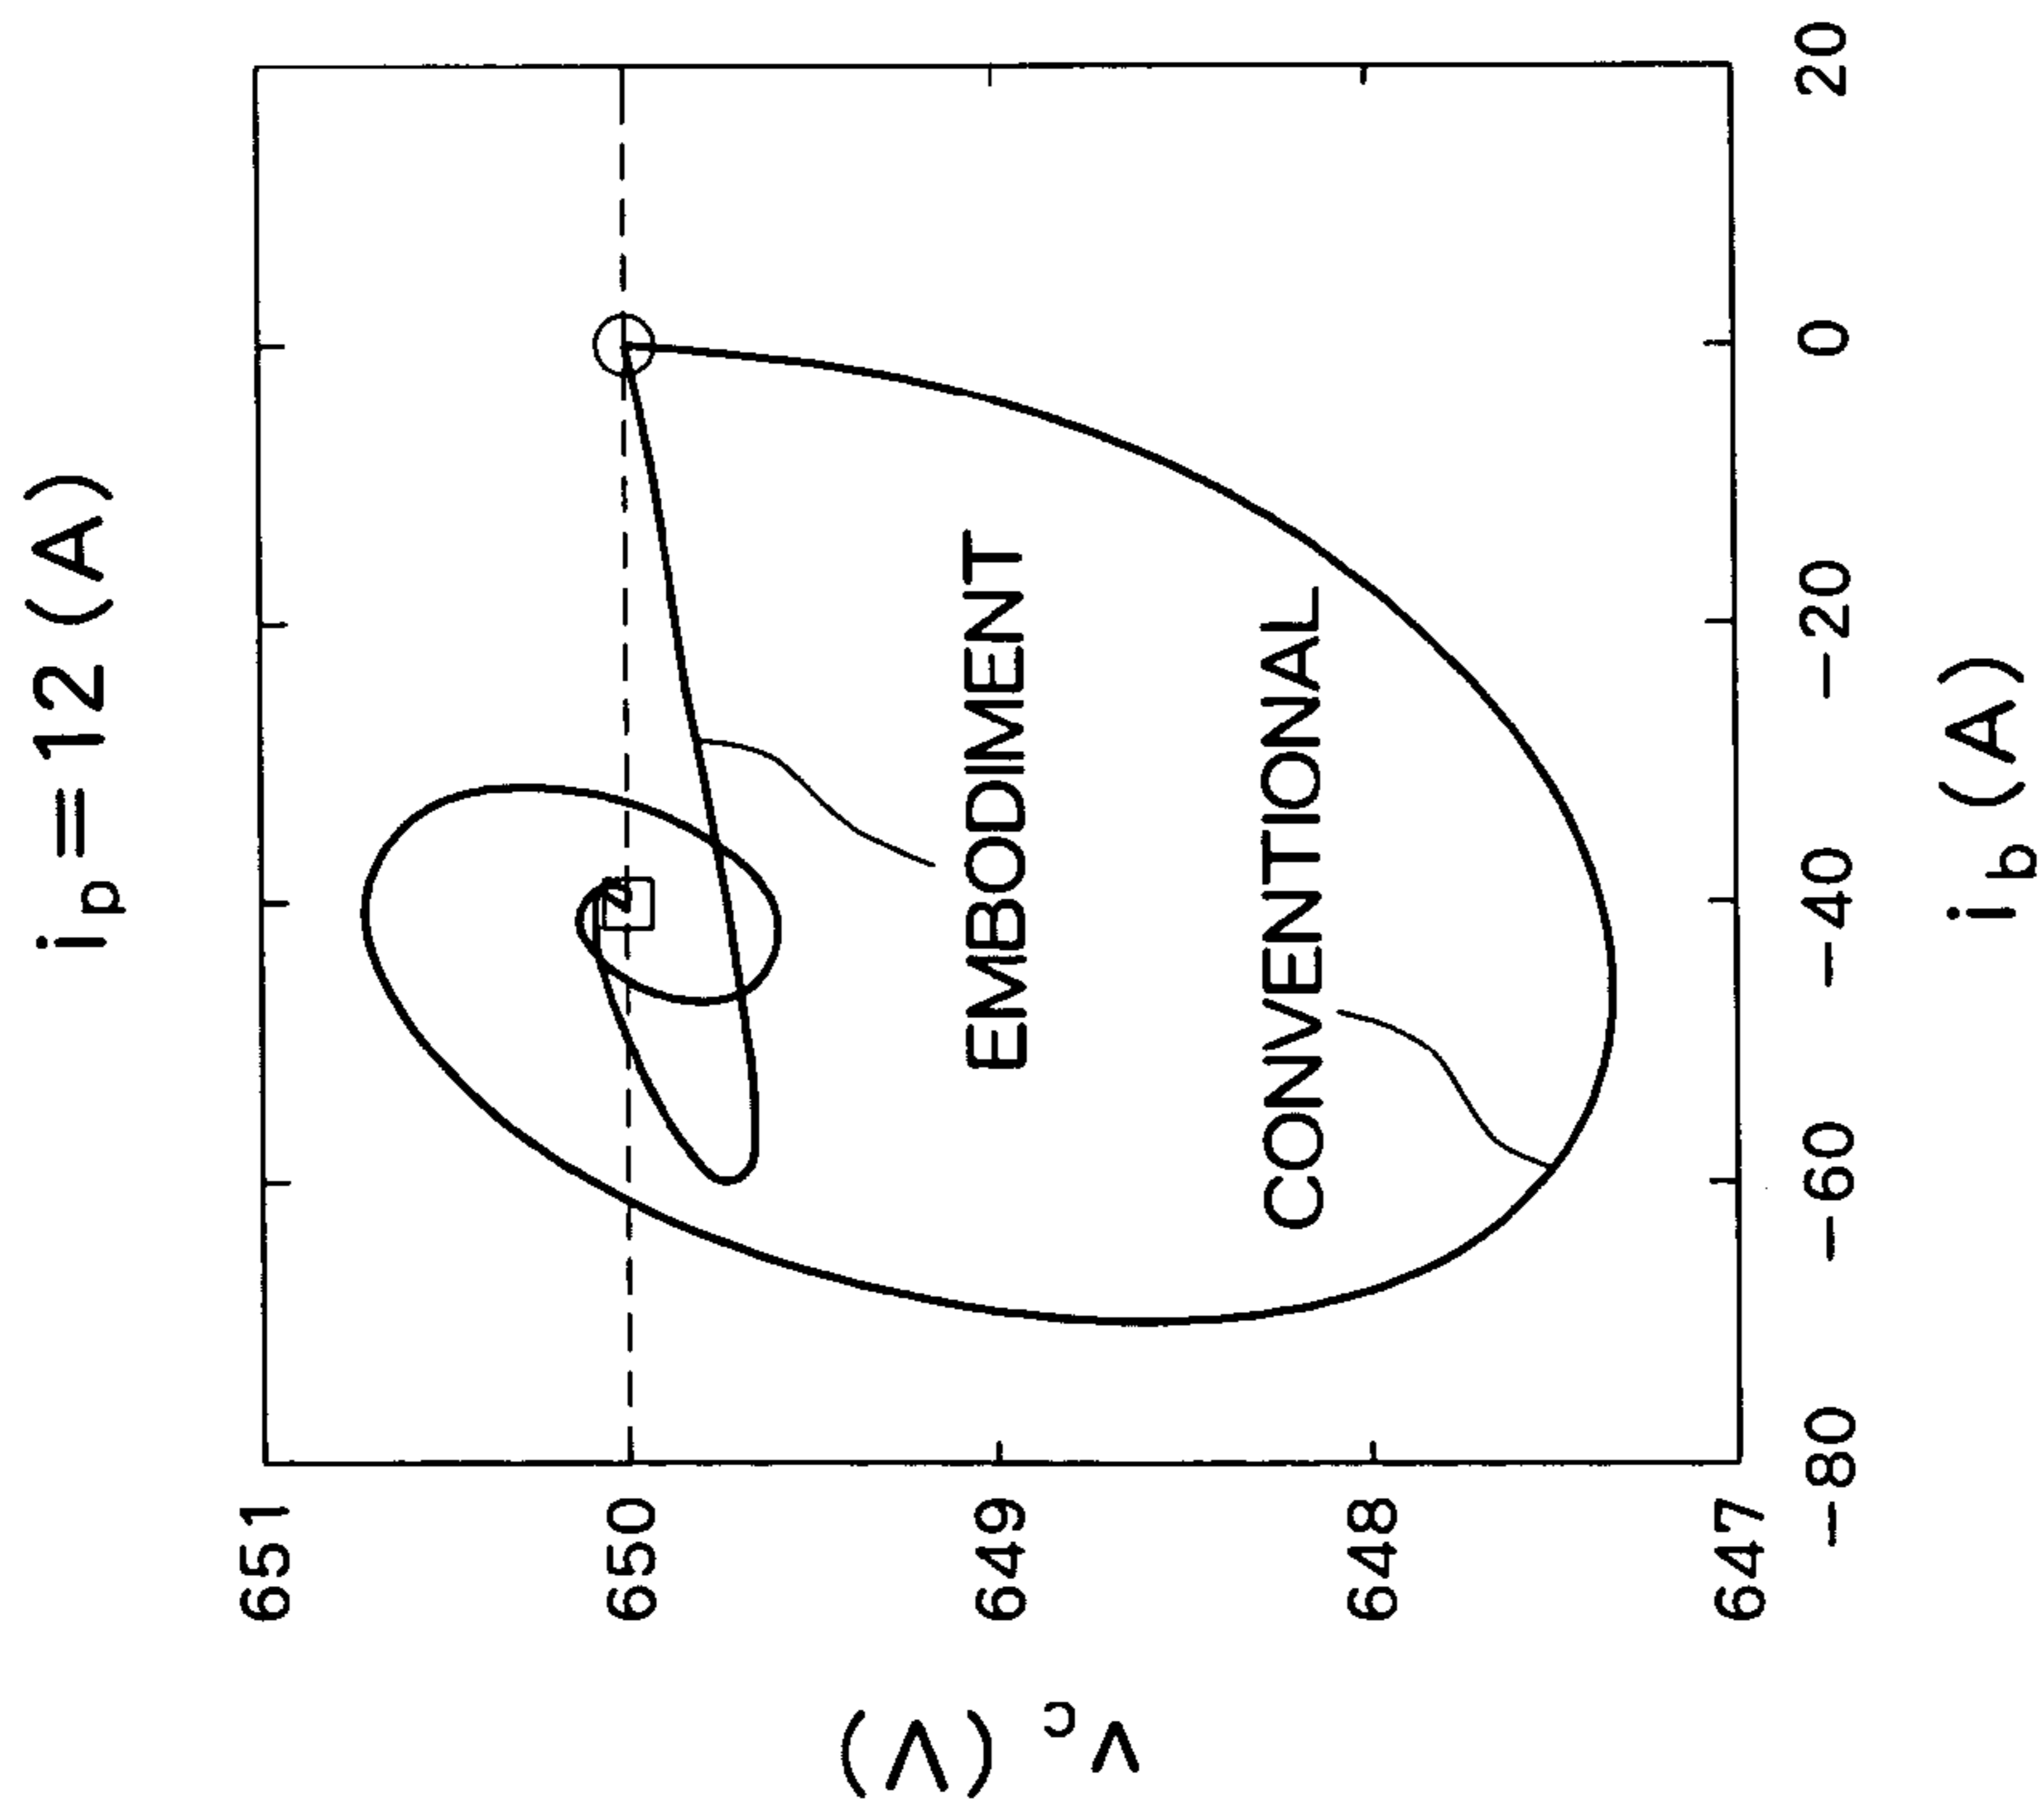 i_p=12 (A)
v_c (V)
651
650
649
648
647
EMBODIMENT
CONVENTIONAL
−80
−60
−40
−20
0
20
i_b (A)